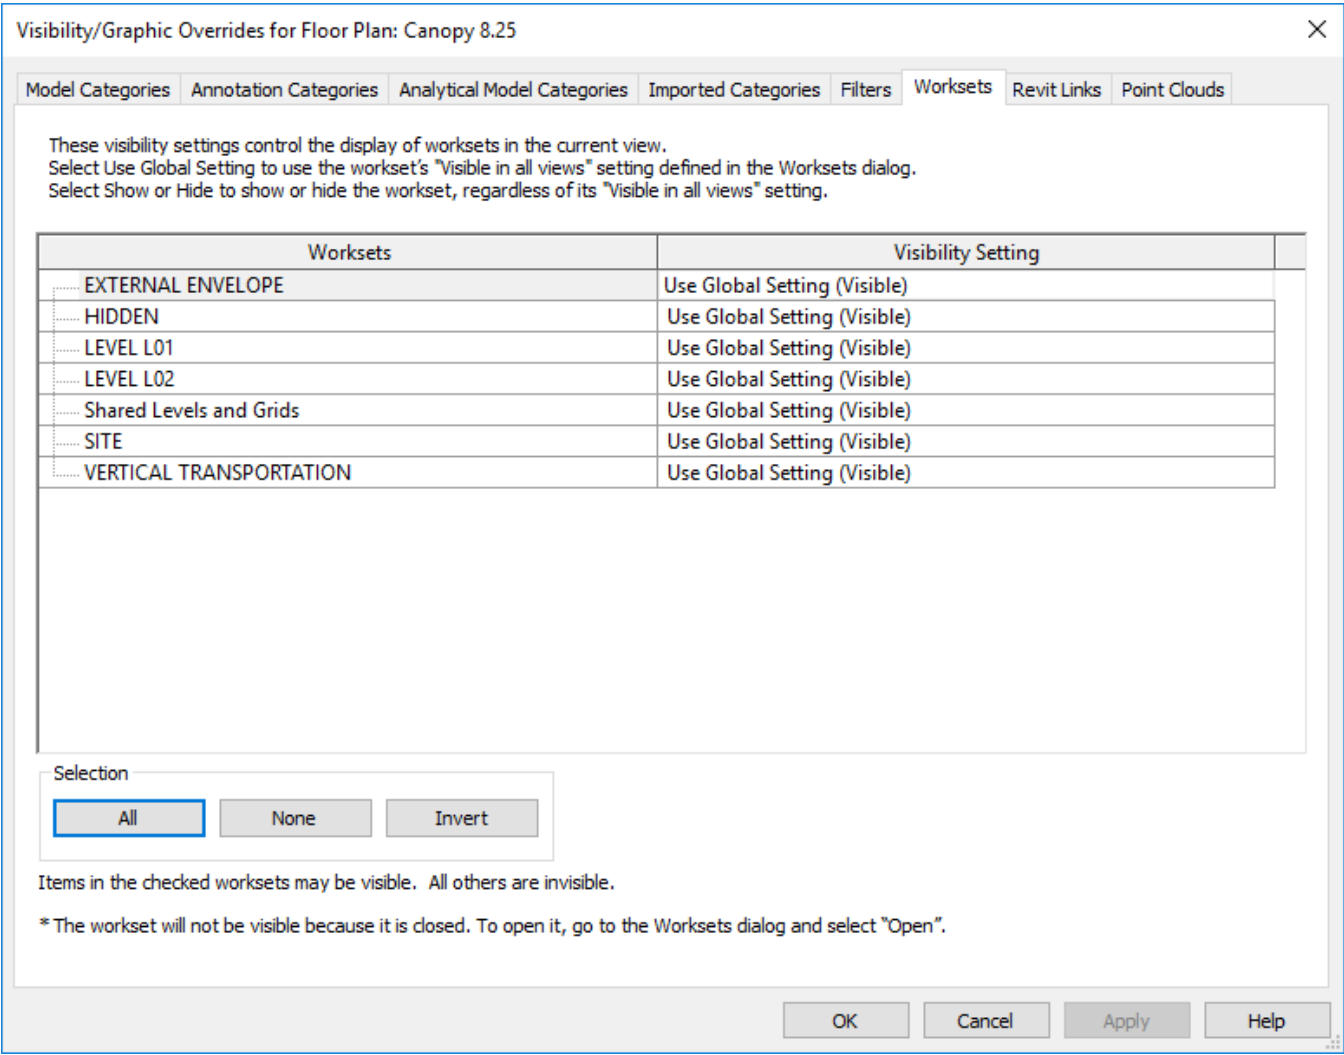 Visibility/Graphic Overrides for Floor Plan: Canopy 8.25
Model Categories Annotation Categories Analytical Model Categories Imported Categories Filters Worksets Revit Links Point Clouds
These visibility settings control the display of worksets in the current view.
Select Use Global Setting to use the workset's "Visible in all views" setting defined in the Worksets dialog.
Select Show or Hide to show or hide the workset, regardless of its "Visible in all views" setting.
Worksets Visibility Setting
EXTERNAL ENVELOPE Use Global Setting (Visible)
HIDDEN Use Global Setting (Visible)
LEVEL L01 Use Global Setting (Visible)
LEVEL L02 Use Global Setting (Visible)
Shared Levels and Grids Use Global Setting (Visible)
SITE Use Global Setting (Visible)
VERTICAL TRANSPORTATION Use Global Setting (Visible)
Selection
All None Invert
Items in the checked worksets may be visible. All others are invisible.
* The workset will not be visible because it is closed. To open it, go to the Worksets dialog and select “Open”.
OK Cancel Apply Help